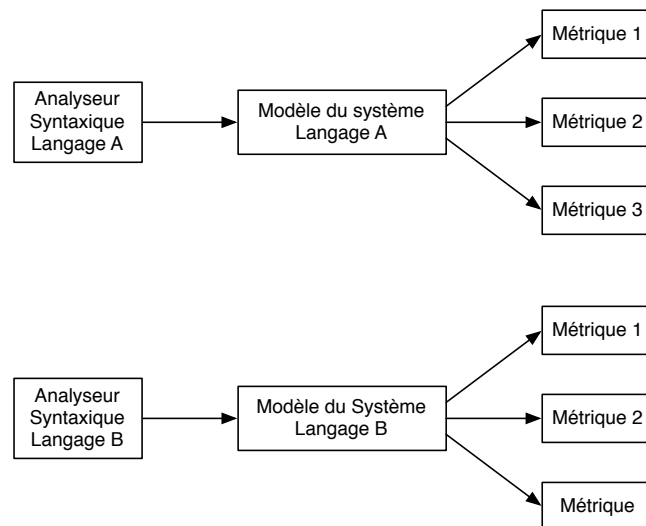 Métrique 1
Analyseur
Syntaxique
Langage A
Modèle du système
Langage A
Métrique 2
Métrique 3
Métrique 1
Analyseur
Syntaxique
Langage B
Modèle du Système
Langage B
Métrique 2
Métrique